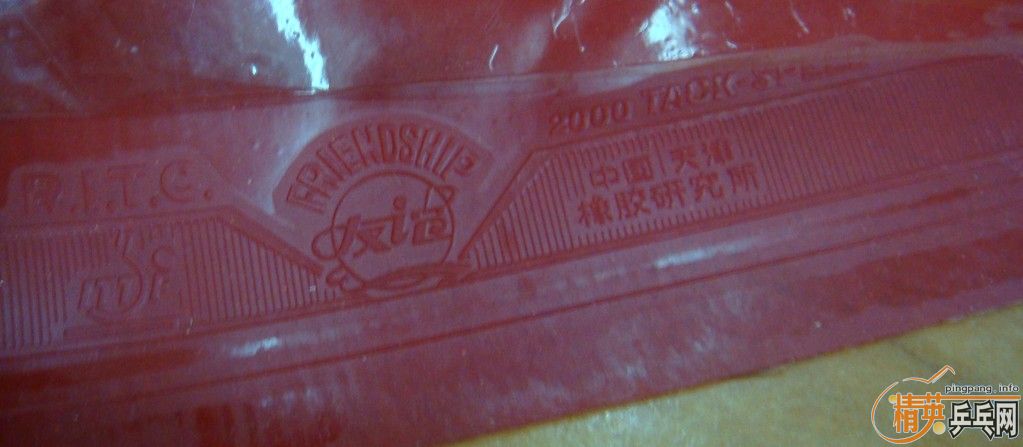 R.I.T.C.
FRIENDSHIP
友谊
2000 TACK
中国 天津
橡胶研究所
pingpang.info
精英乒乓网